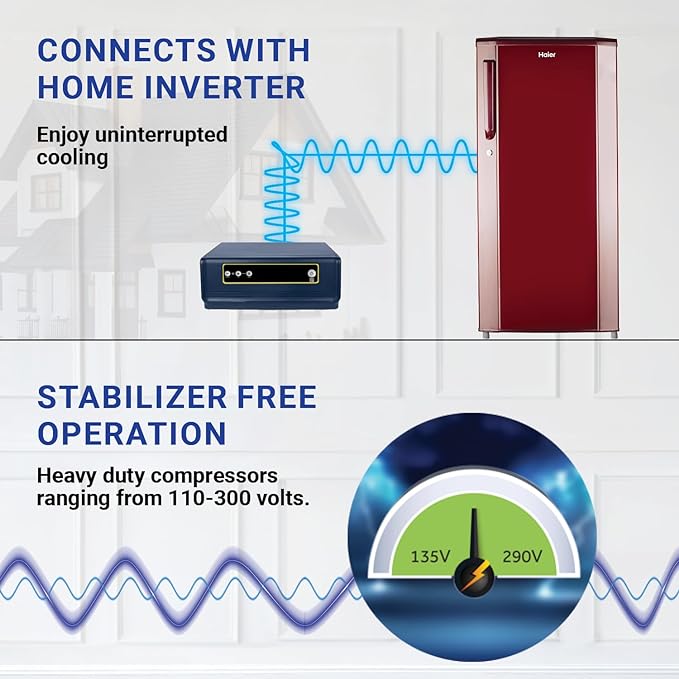 CONNECTS WITH
HOME INVERTER
Enjoy uninterrupted
cooling
Haier
STABILIZER FREE
OPERATION
Heavy duty compressors
ranging from 110-300 volts.
135V
290V